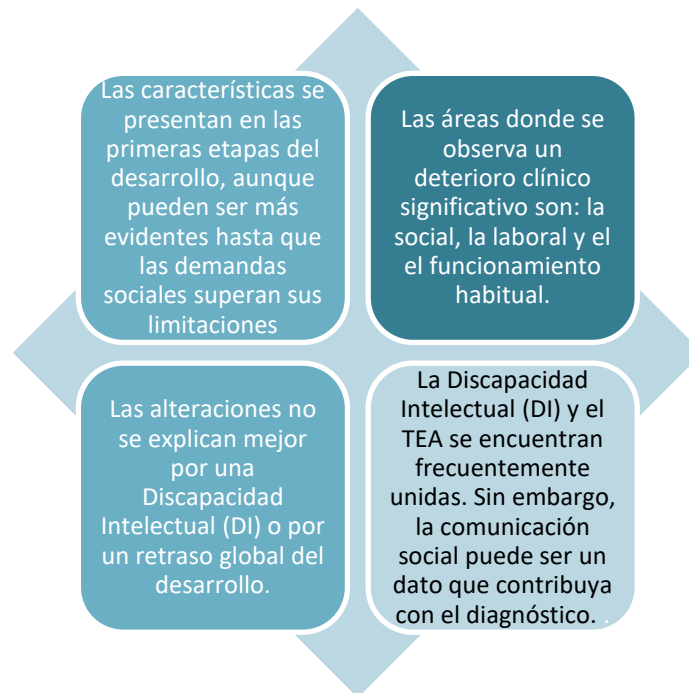 Las características se
presentan en las
primeras etapas del
desarrollo, aunque
pueden ser más
evidentes hasta que
las demandas
sociales superan sus
limitaciones
Las áreas donde se
observa un
deterioro clínico
significativo son: la
social, la laboral y el
el funcionamiento
habitual.
Las alteraciones no
se explican mejor
por una
Discapacidad
Intelectual (DI) o por
un retraso global del
desarrollo.
La Discapacidad
Intelectual (DI) y el
TEA se encuentran
frecuentemente
unidas. Sin embargo,
la comunicación
social puede ser un
dato que contribuya
con el diagnóstico. .